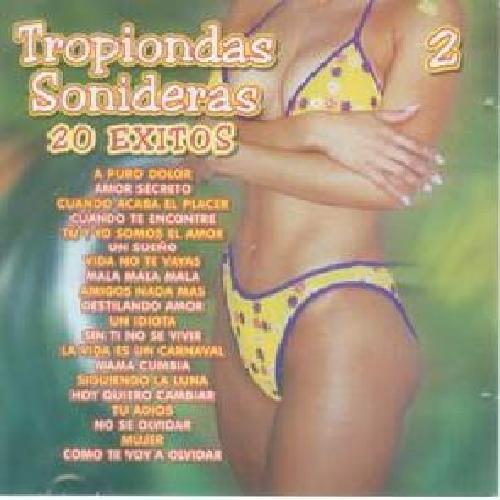 Tropiondas
Sonideras
2
20 EXITOS
A PURO DOLOR
AMOR SECRETO
CUANDO ACABA EL PLACER
CUANDO TE ENCONTRE
TU Y YO SOMOS EL AMOR
UN SUEÑO
VIDA NO TE VAYAS
MALA MALA MALA
AMIGOS NADA MAS
DESTILANDO AMOR
UN IDIOTA
SIN TI NO SE VIVIR
LA VIDA ES UN CARNAVAL
MAMA CUMBIA
SIGUIENDO LA LUNA
HOY QUIERO CAMBIAR
TU ADIOS
NO SE OLVIDAR
MUJER
COMO TE VOY A OLVIDAR